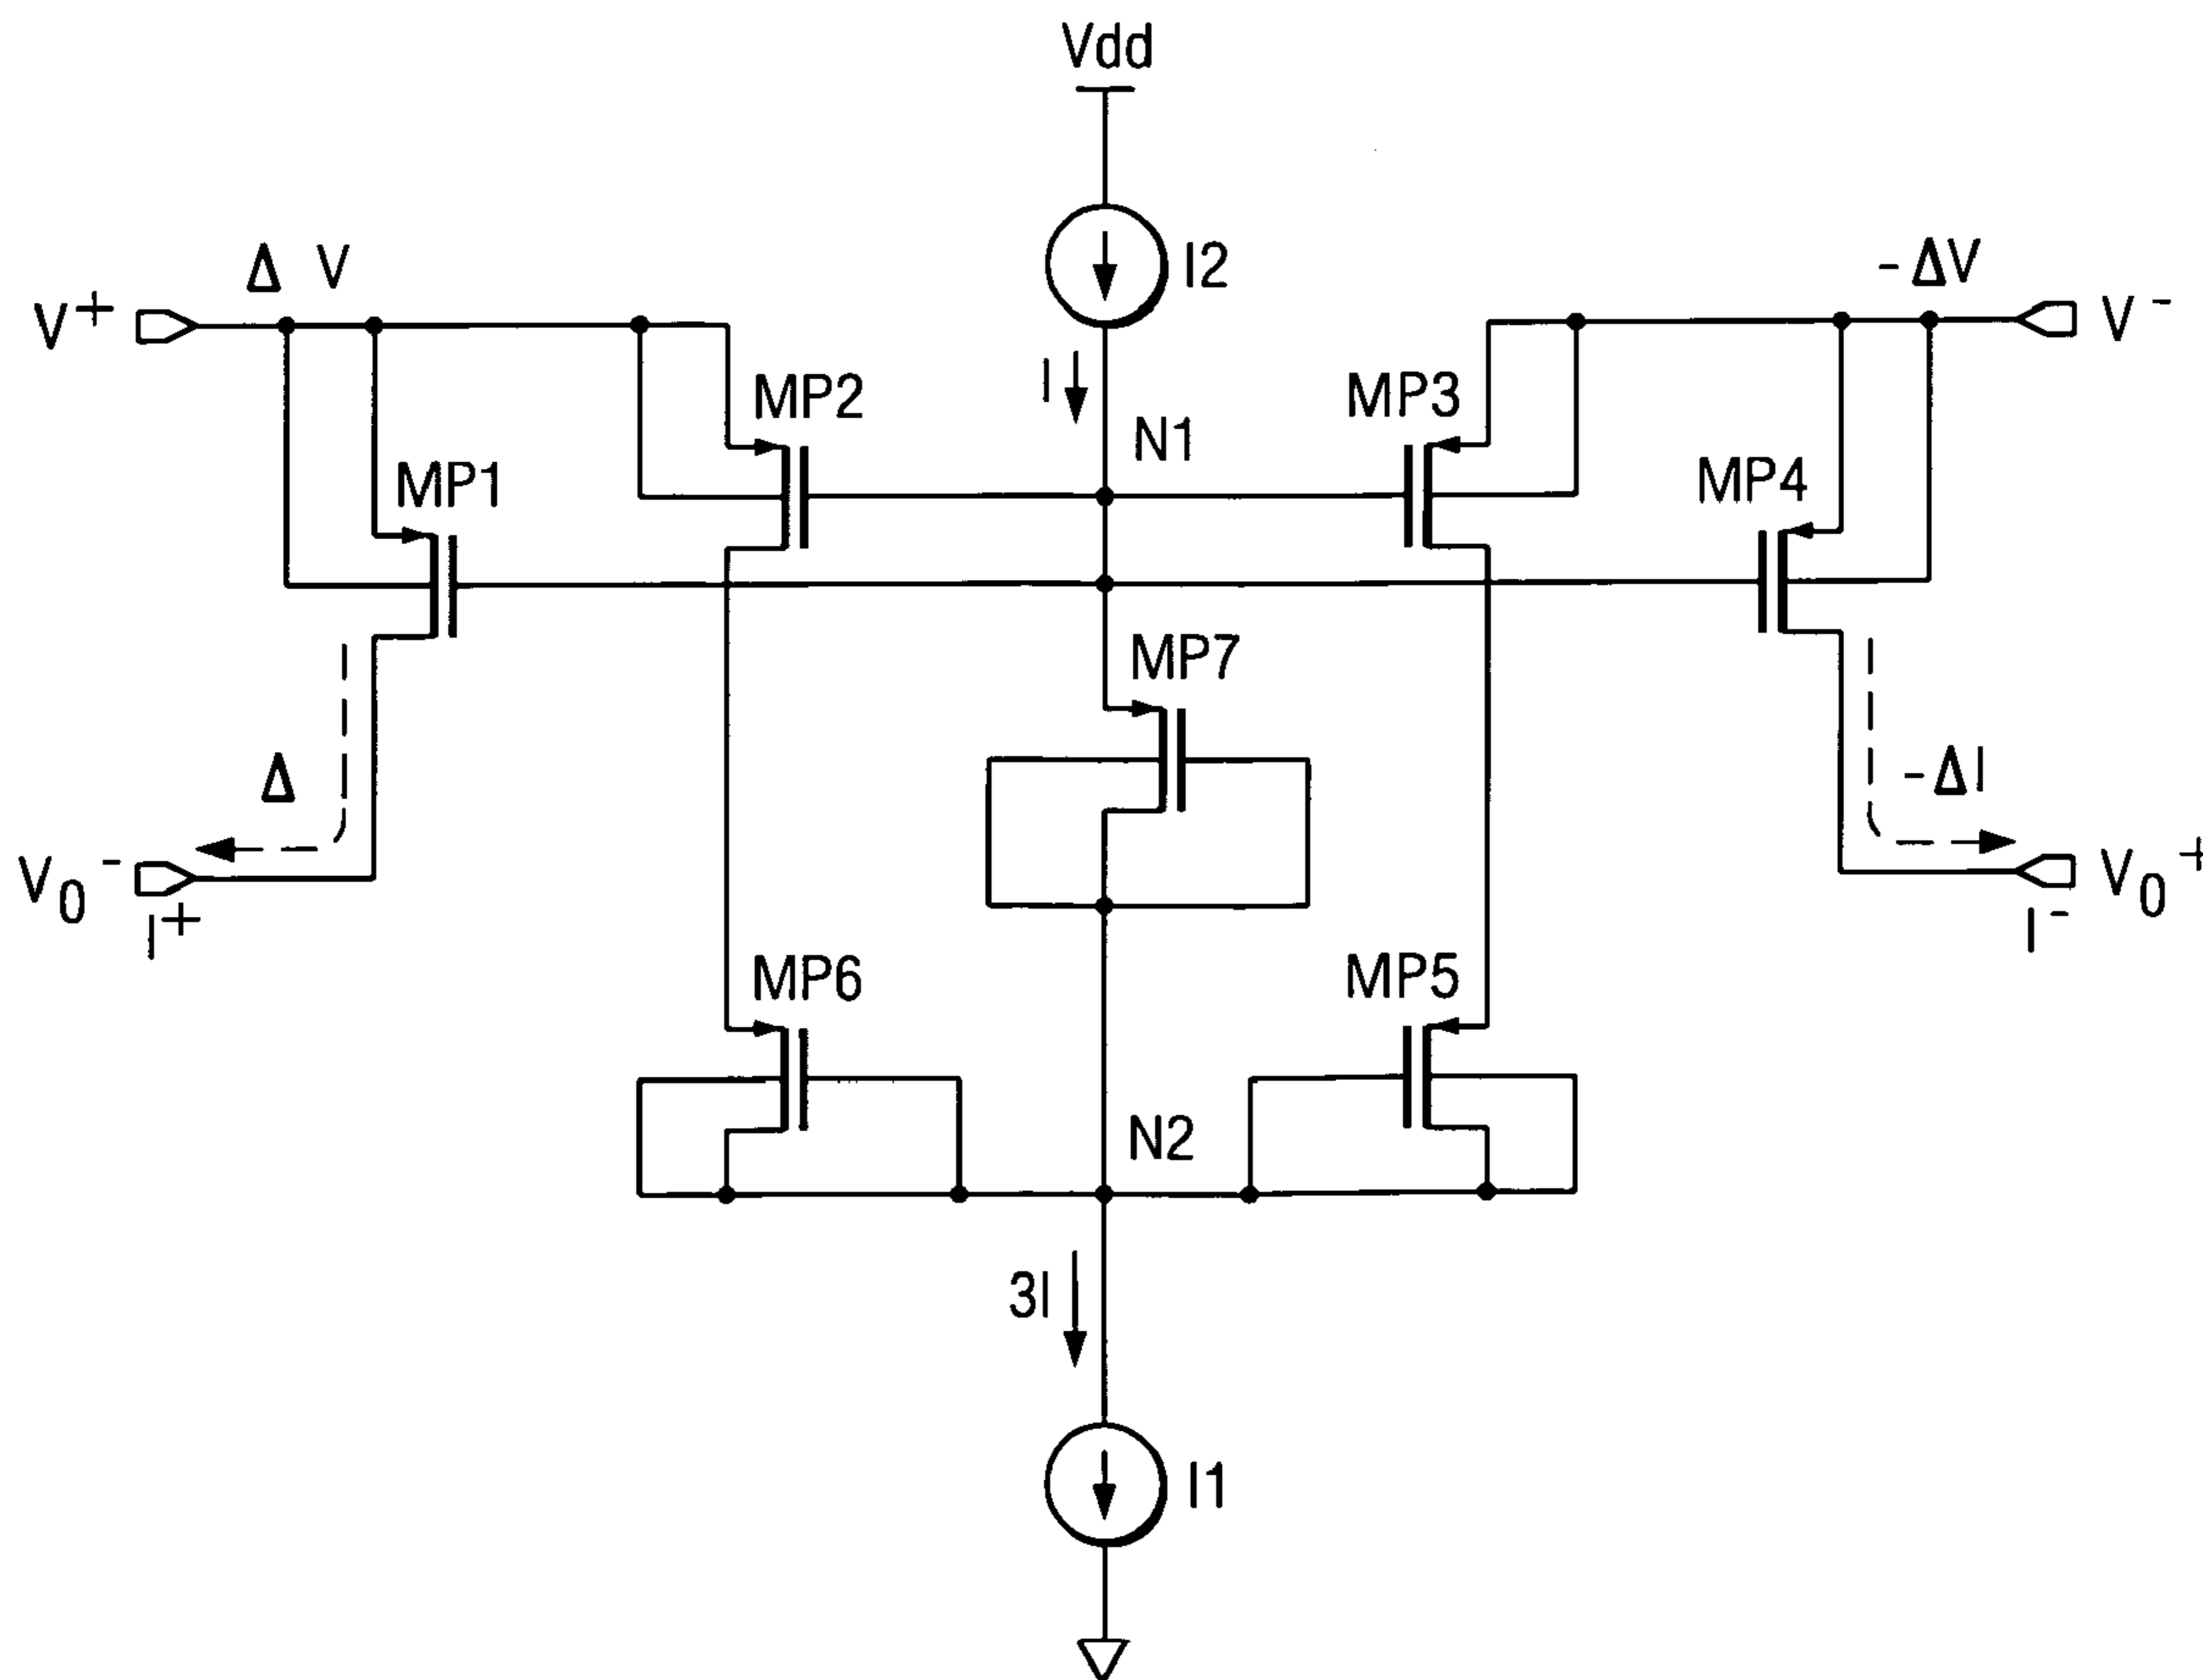 Vdd
I2
Δ V
-ΔV
V+
V-
I
MP2
MP3
N1
MP1
MP4
MP7
Δ
-ΔI
V0-
V0+
I+
I-
MP6
MP5
N2
3I
I1